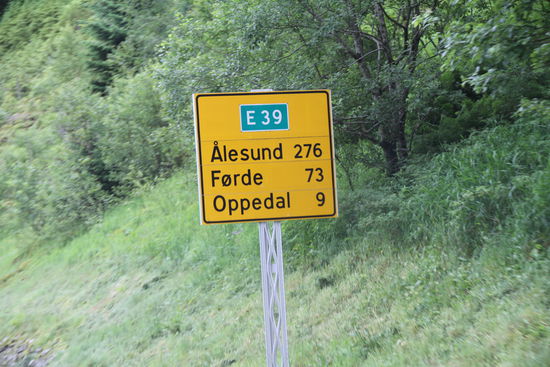 E 39
Ålesund 276
Førde 73
Oppedal 9